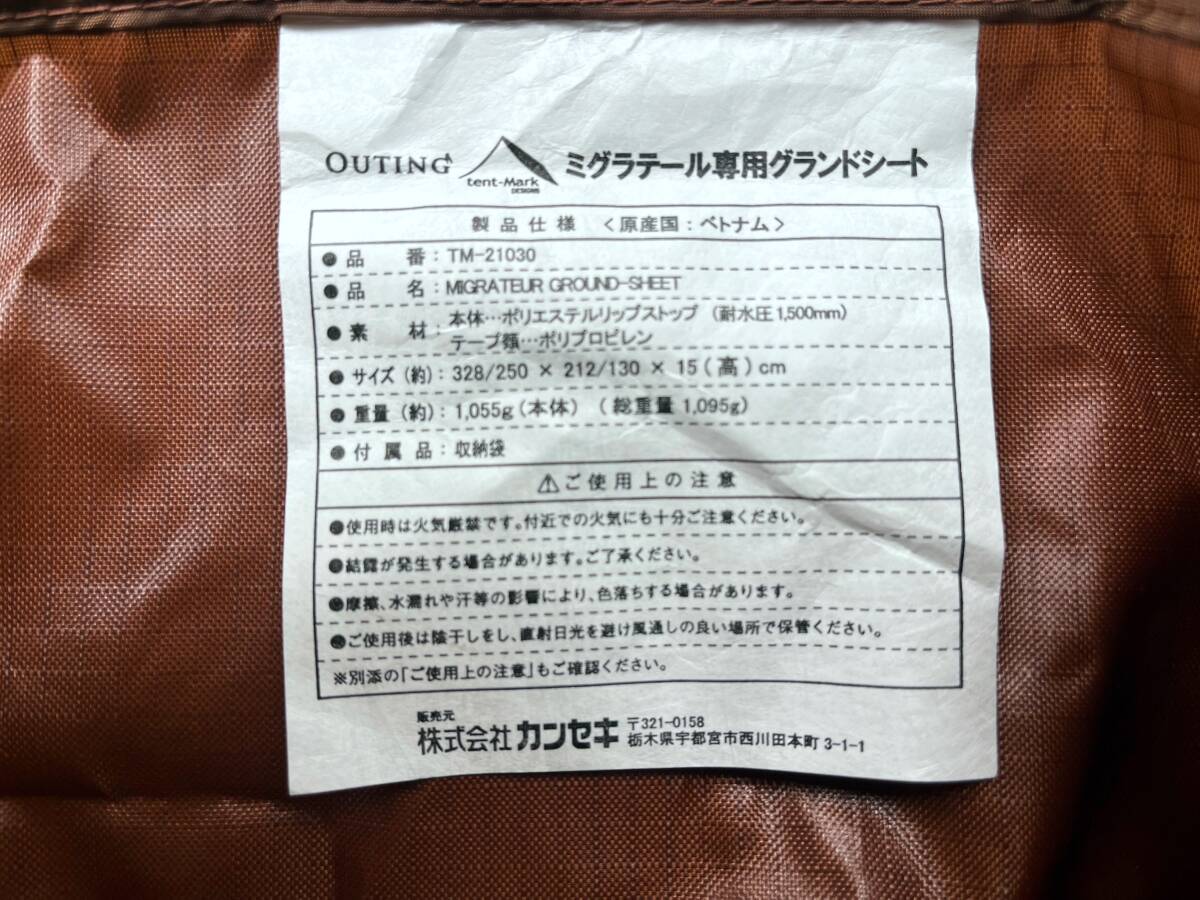 OUTING tent-Mark DESIGNS ミグラテール専用グランドシート
製品仕様 <原産国:ベトナム>
●品 番:TM-21030
●品 名:MIGRATEUR GROUND-SHEET
●素 材:本体…ポリエステルリップストップ (耐水圧1,500mm)
テープ類…ポリプロピレン
●サイズ(約):328/250 × 212/130 × 15(高)cm
●重量(約):1,055g(本体) (総重量 1,095g)
●付属品:収納袋
⚠ご使用上の注意
●使用時は火気厳禁です。付近での火気にも十分ご注意ください。
●結露が発生する場合があります。ご了承ください。
●摩擦、水濡れや汗等の影響により、色落ちする場合があります。
●ご使用後は陰干しをし、直射日光を避け風通しの良い場所で保管ください。
※別添の「ご使用上の注意」もご確認ください。
販売元
株式会社カンセキ 〒321-0158
栃木県宇都宮市西川田本町 3-1-1